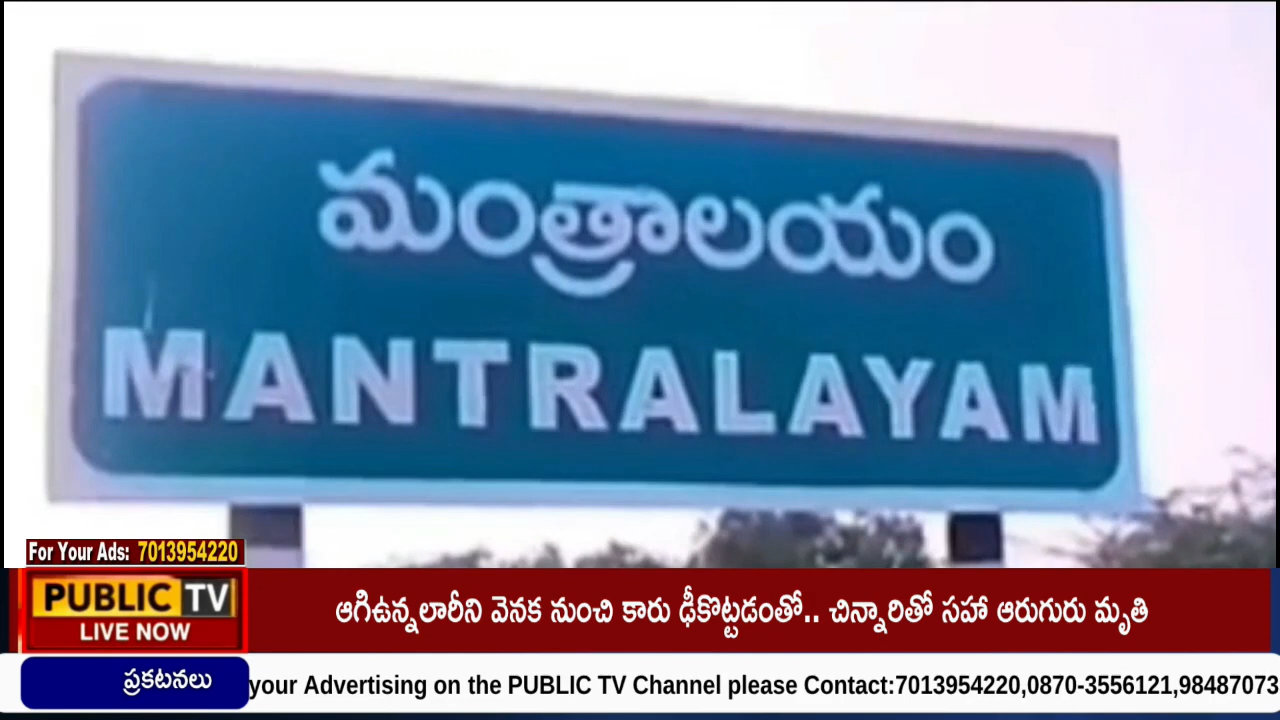 మంత్రాలయం
MANTRALAYAM
For Your Ads: 7013954220
PUBLIC TV
LIVE NOW
ఆగిఉన్నలారీని వెనక నుంచి కారు ఢీకొట్టడంతో.. చిన్నారితో సహా ఆరుగురు మృతి
ప్రకటనలు
your Advertising on the PUBLIC TV Channel please Contact:7013954220,0870-3556121,98487073